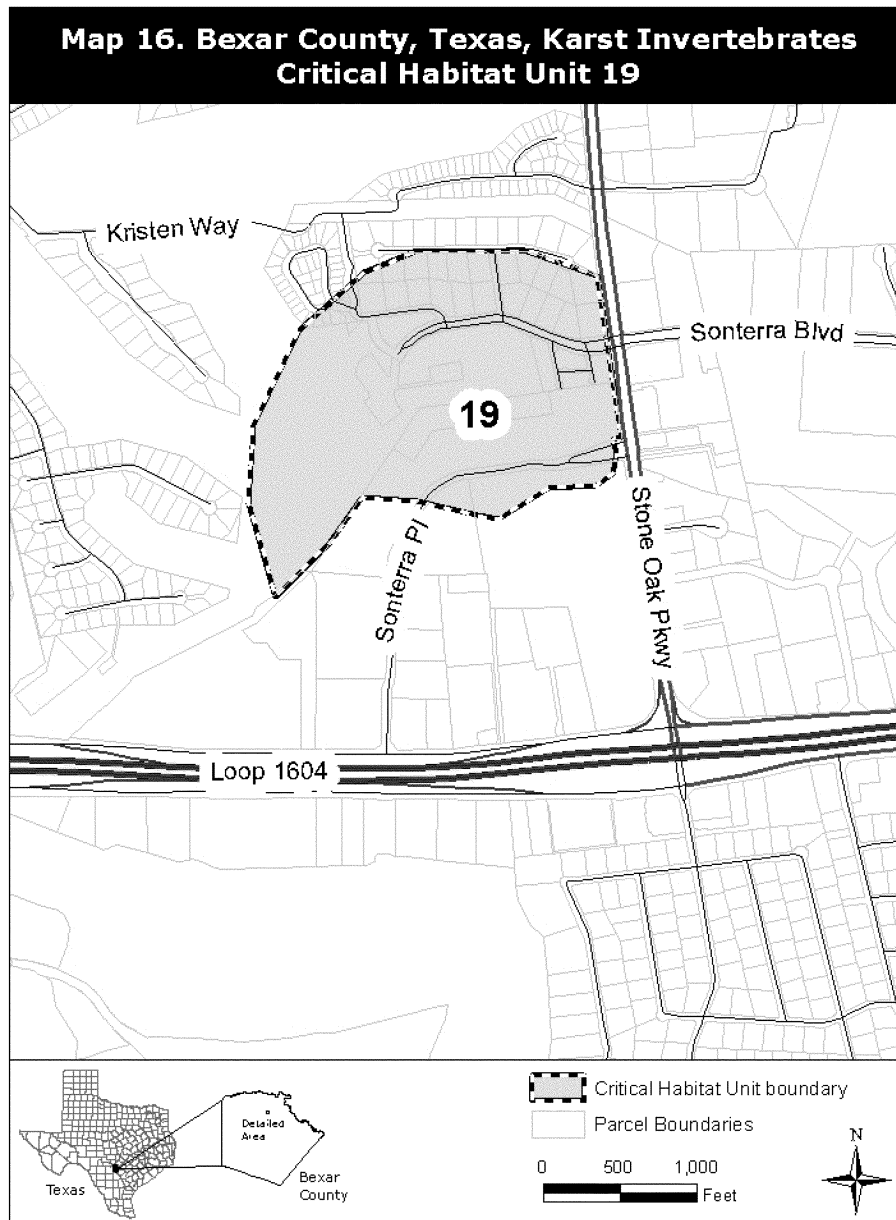 Map 16. Bexar County, Texas, Karst Invertebrates
Critical Habitat Unit 19
Kristen Way
Sonterra Blvd
19
Stone Oak Pkwy
Sonterra Pl
Loop 1604
Texas
Detailed
Area
Bexar
County
Critical Habitat Unit boundary
Parcel Boundaries
0 500 1,000
Feet
N